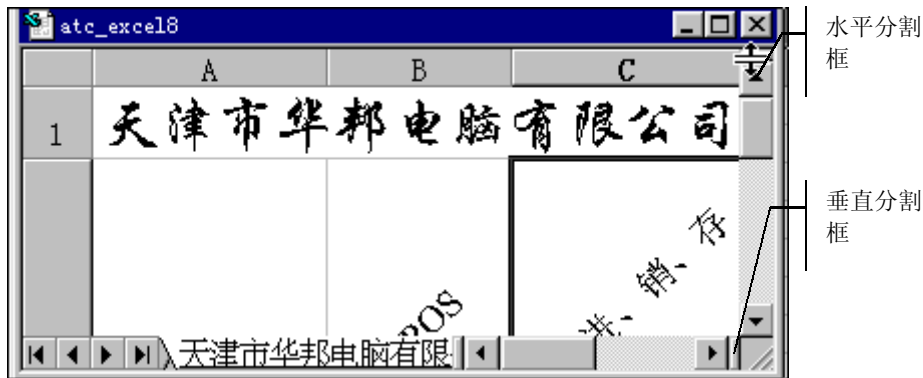 atc_excel8
A B C
1 天津市华邦电脑有限公司
进、销、存
POS
天津市华邦电脑有限
水平分割
框
垂直分割
框